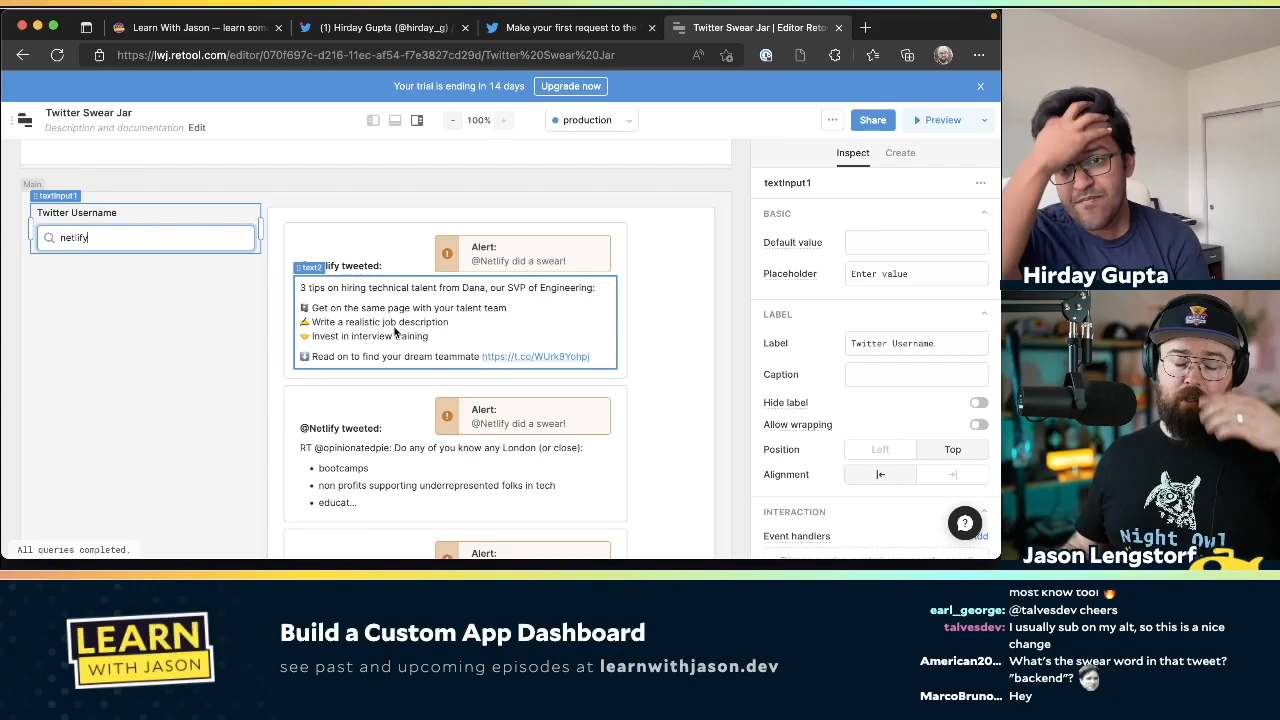 Learn With Jason — learn som
(1) Hirday Gupta (@hirday_g) /
Make your first request to the
Twitter Swear Jar | Editor Reto
https://lwj.retool.com/editor/070f697c-d216-11ec-af54-f7e3827cd29d/Twitter%20Swear%20Jar
Your trial is ending in 14 days
Upgrade now
Twitter Swear Jar
Description and documentation Edit
- 100% +
production
Share
Preview
Main
textInput1
Twitter Username
netlify
Alert:
@Netlify did a swear!
tlify tweeted:
text2
3 tips on hiring technical talent from Dana, our SVP of Engineering:
Get on the same page with your talent team
Write a realistic job description
Invest in interview training
Read on to find your dream teammate https://t.co/WUrk9Yohpj
Alert:
@Netlify did a swear!
@Netlify tweeted:
RT @opinionatedpie: Do any of you know any London (or close):
• bootcamps
• non profits supporting underrepresented folks in tech
• educat...
Alert:
All queries completed.
Inspect
Create
textInput1
BASIC
Default value
Placeholder
Enter value
LABEL
Label
Twitter Username
Caption
Hide label
Allow wrapping
Position
Left
Top
Alignment
INTERACTION
Event handlers
dd
Hirday Gupta
Night Owl
Jason Lengstorf
LEARN
WITH JASON
Build a Custom App Dashboard
see past and upcoming episodes at learnwithjason.dev
most know tool
earl_george: @talvesdev cheers
talvesdev: I usually sub on my alt, so this is a nice
change
American20... What's the swear word in that tweet?
"backend"?
MarcoBruno... Hey